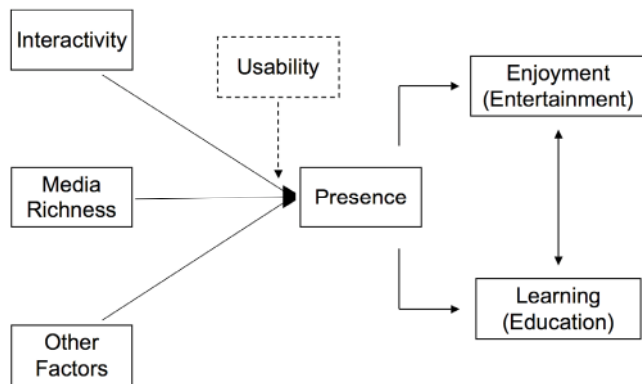 Interactivity
Usability
Enjoyment
(Entertainment)
Media
Richness
Presence
Learning
(Education)
Other
Factors